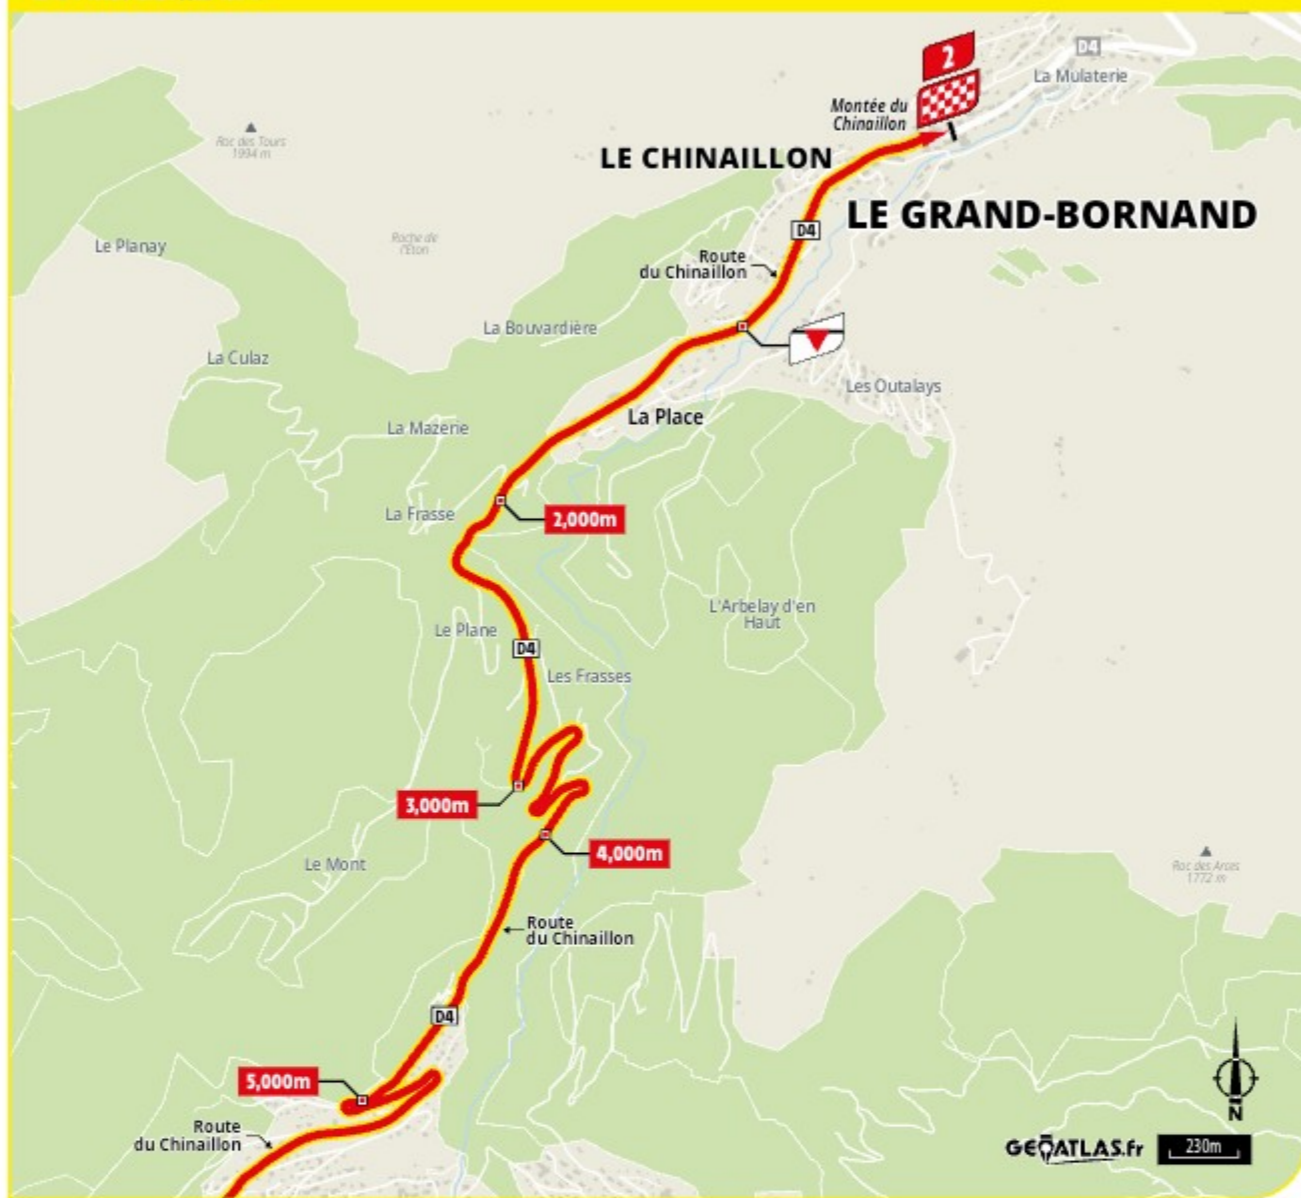 2
D4
La Mulaterie
Montée du
Chinaillon
Roc des Tours
1994 m
LE CHINAILLON
LE GRAND-BORNAND
D4
Le Planay
Roche de
l'Eton
Route
du Chinaillon
La Bouvardière
La Culaz
Les Outalays
La Place
La Mazerie
La Frasse
2,000m
L'Arbelay d'en
Haut
Le Plane
D4
Les Frasses
3,000m
4,000m
Le Mont
Roc des Arces
1772 m
Route
du Chinaillon
D4
5,000m
Route
du Chinaillon
N
GEOATLAS.fr
230m